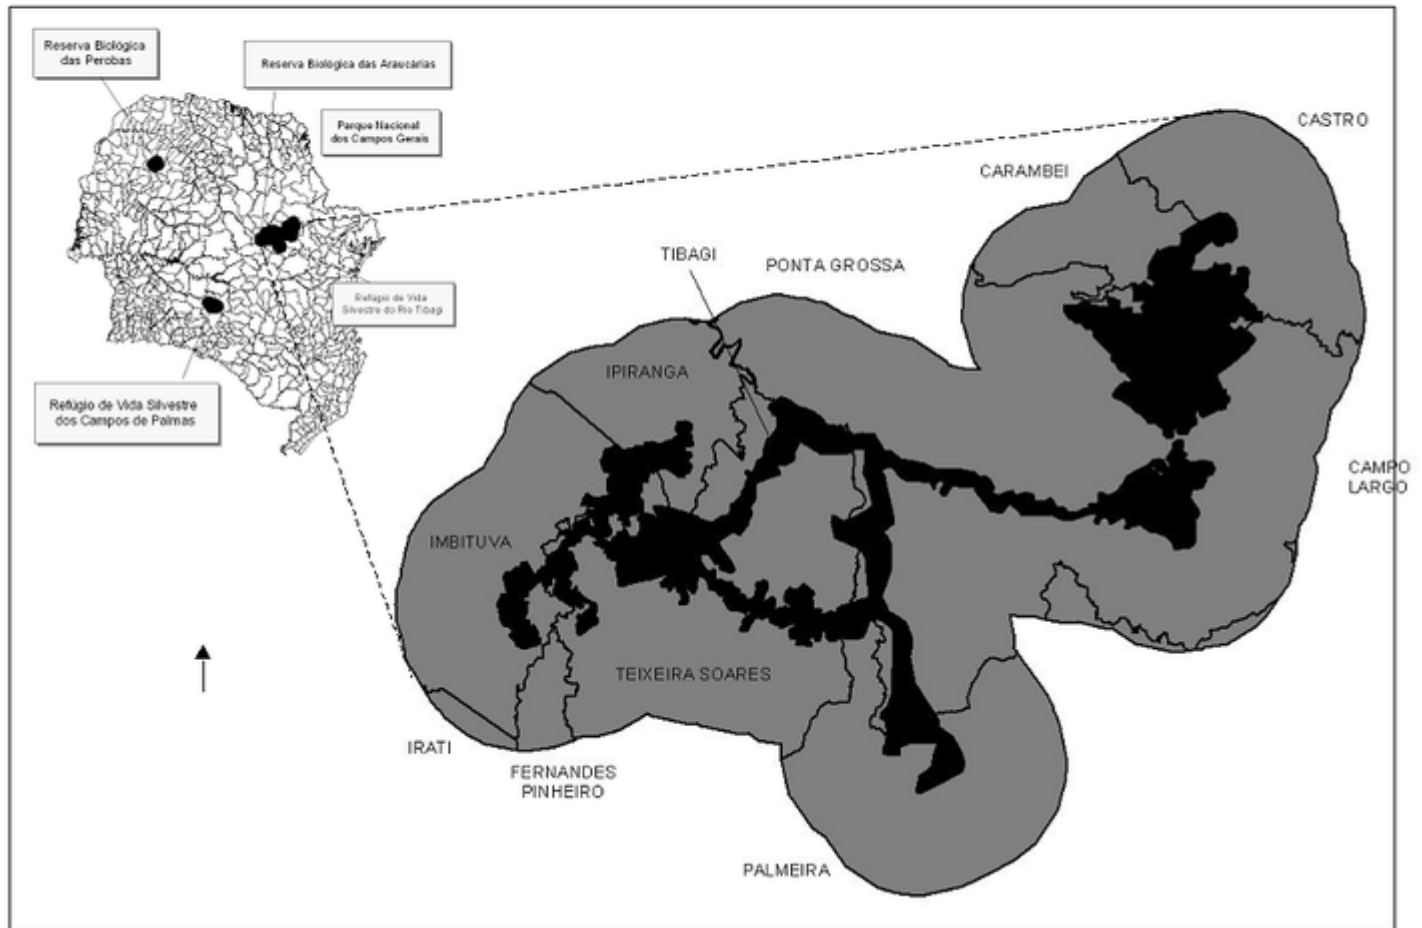 Reserva Biológica
das Perobas
Reserva Biológica das Araucárias
Parque Nacional
dos Campos Gerais
Refúgio de Vida
Silvestre do Rio Tibagi
Refúgio de Vida Silvestre
dos Campos de Palmas
CASTRO
CARAMBEI
TIBAGI
PONTA GROSSA
IPIRANGA
CAMPO
LARGO
IMBITUVA
TEIXEIRA SOARES
IRATI
FERNANDES
PINHEIRO
PALMEIRA